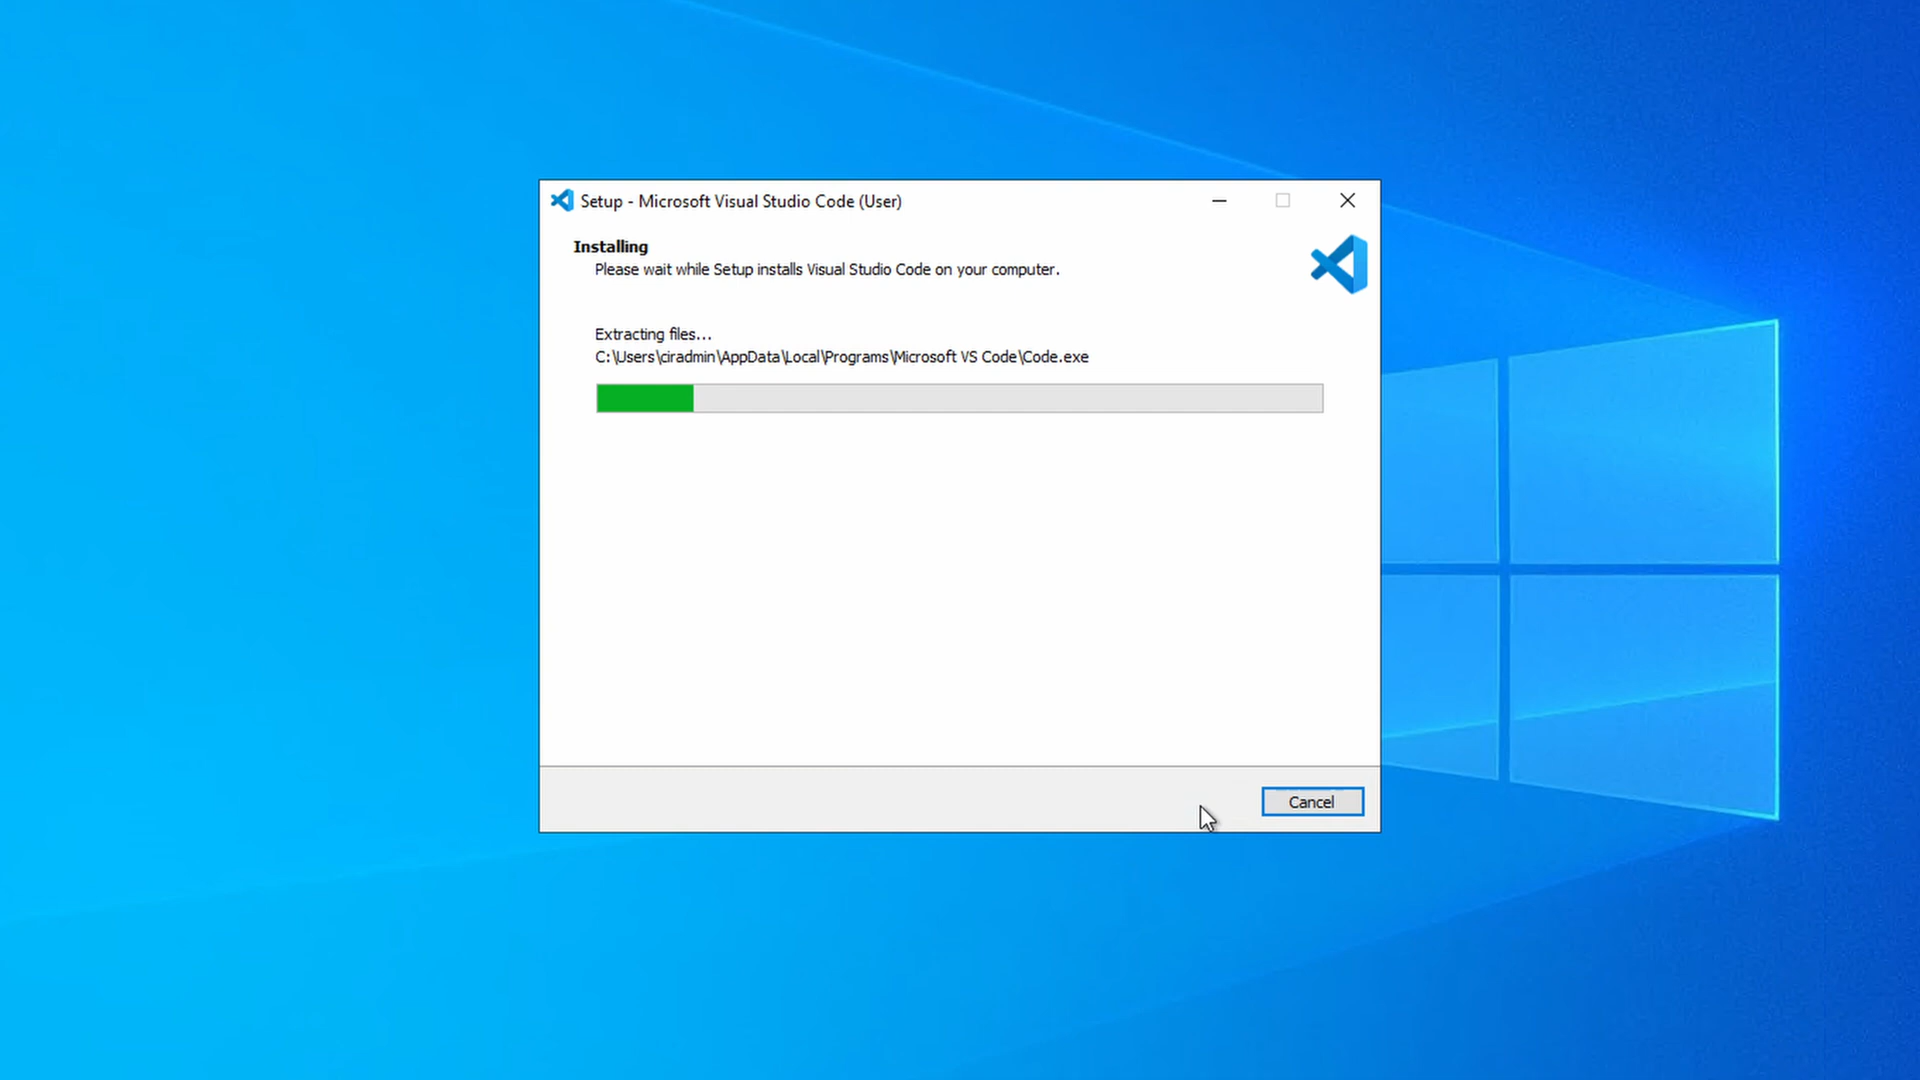 Setup - Microsoft Visual Studio Code (User)
Installing
Please wait while Setup installs Visual Studio Code on your computer.
Extracting files...
C:\Users\ciradmin\AppData\Local\Programs\Microsoft VS Code\Code.exe
Cancel